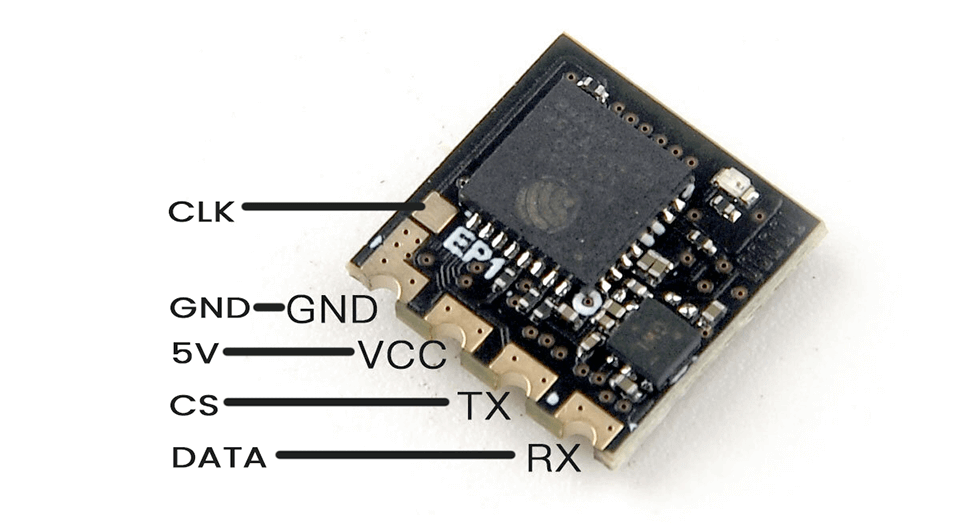 CLK
EP1
GND GND
5V VCC
CS TX
DATA RX